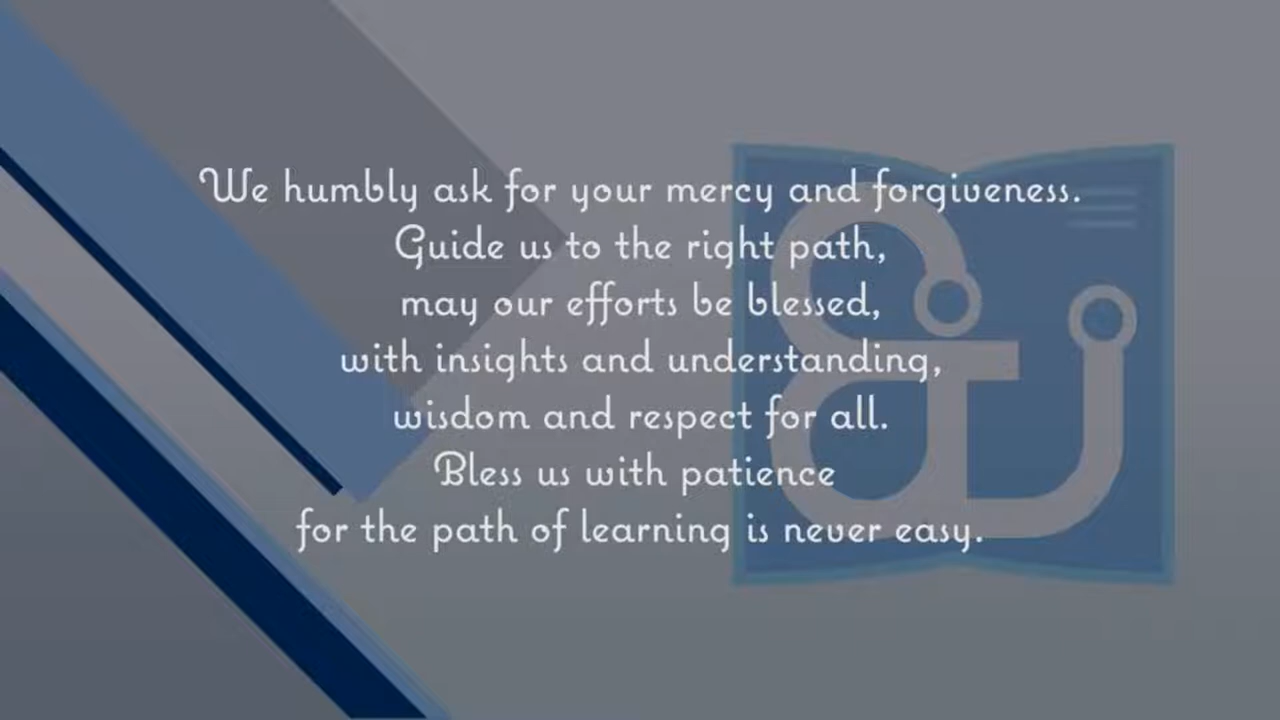 We humbly ask for your mercy and forgiveness.
Guide us to the right path,
may our efforts be blessed,
with insights and understanding,
wisdom and respect for all.
Bless us with patience
for the path of learning is never easy.